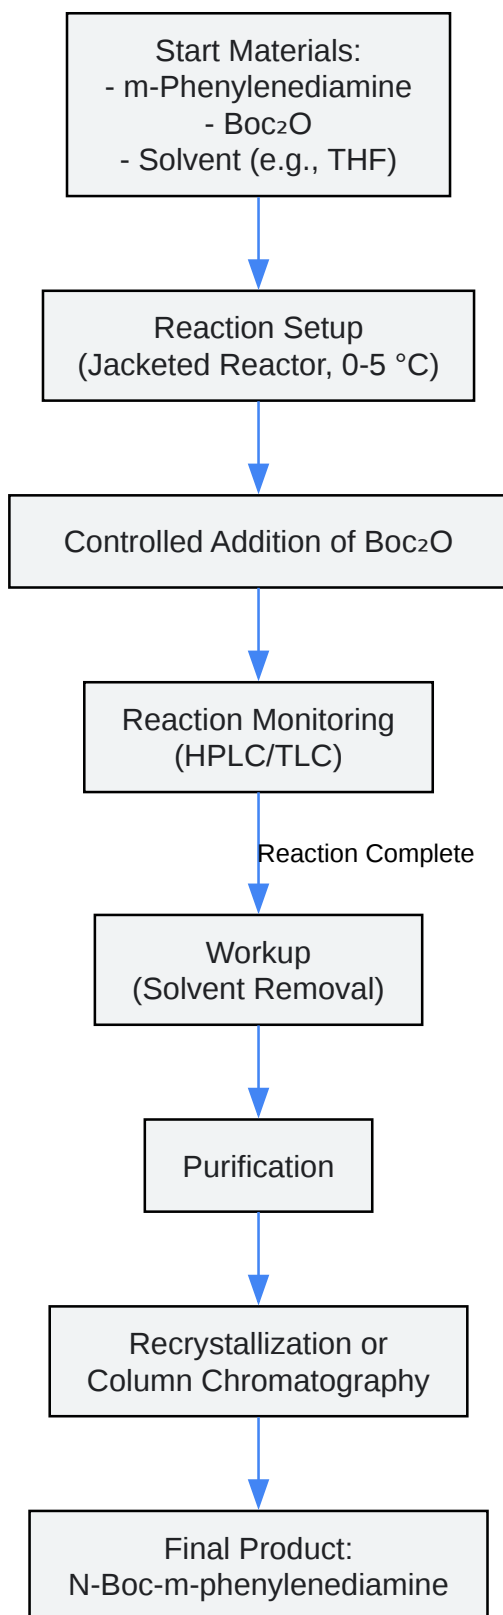 Start Materials:
- m-Phenylenediamine
- Boc₂O
- Solvent (e.g., THF)
Reaction Setup
(Jacketed Reactor, 0-5 °C)
Controlled Addition of Boc₂O
Reaction Monitoring
(HPLC/TLC)
Reaction Complete
Workup
(Solvent Removal)
Purification
Recrystallization or
Column Chromatography
Final Product:
N-Boc-m-phenylenediamine